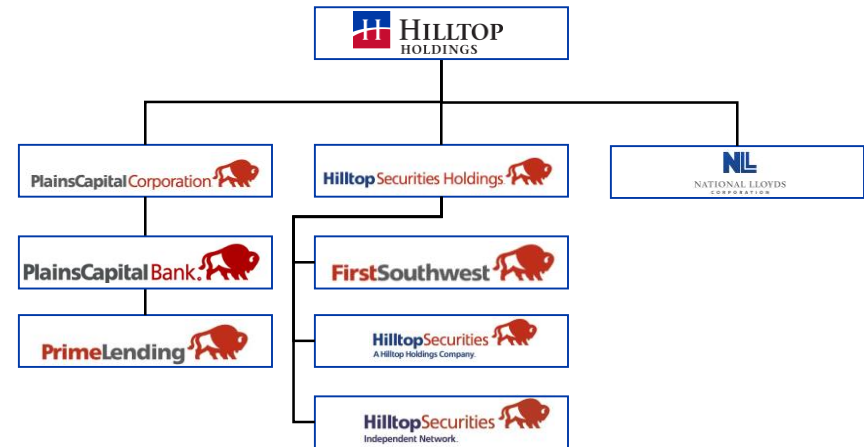 H HILLTOP
HOLDINGS
PlainsCapital Corporation
Hilltop Securities Holdings
NLL
NATIONAL LLOYDS
CORPORATION
PlainsCapital Bank.
FirstSouthwest
PrimeLending
HilltopSecurities
A Hilltop Holdings Company.
HilltopSecurities
Independent Network.